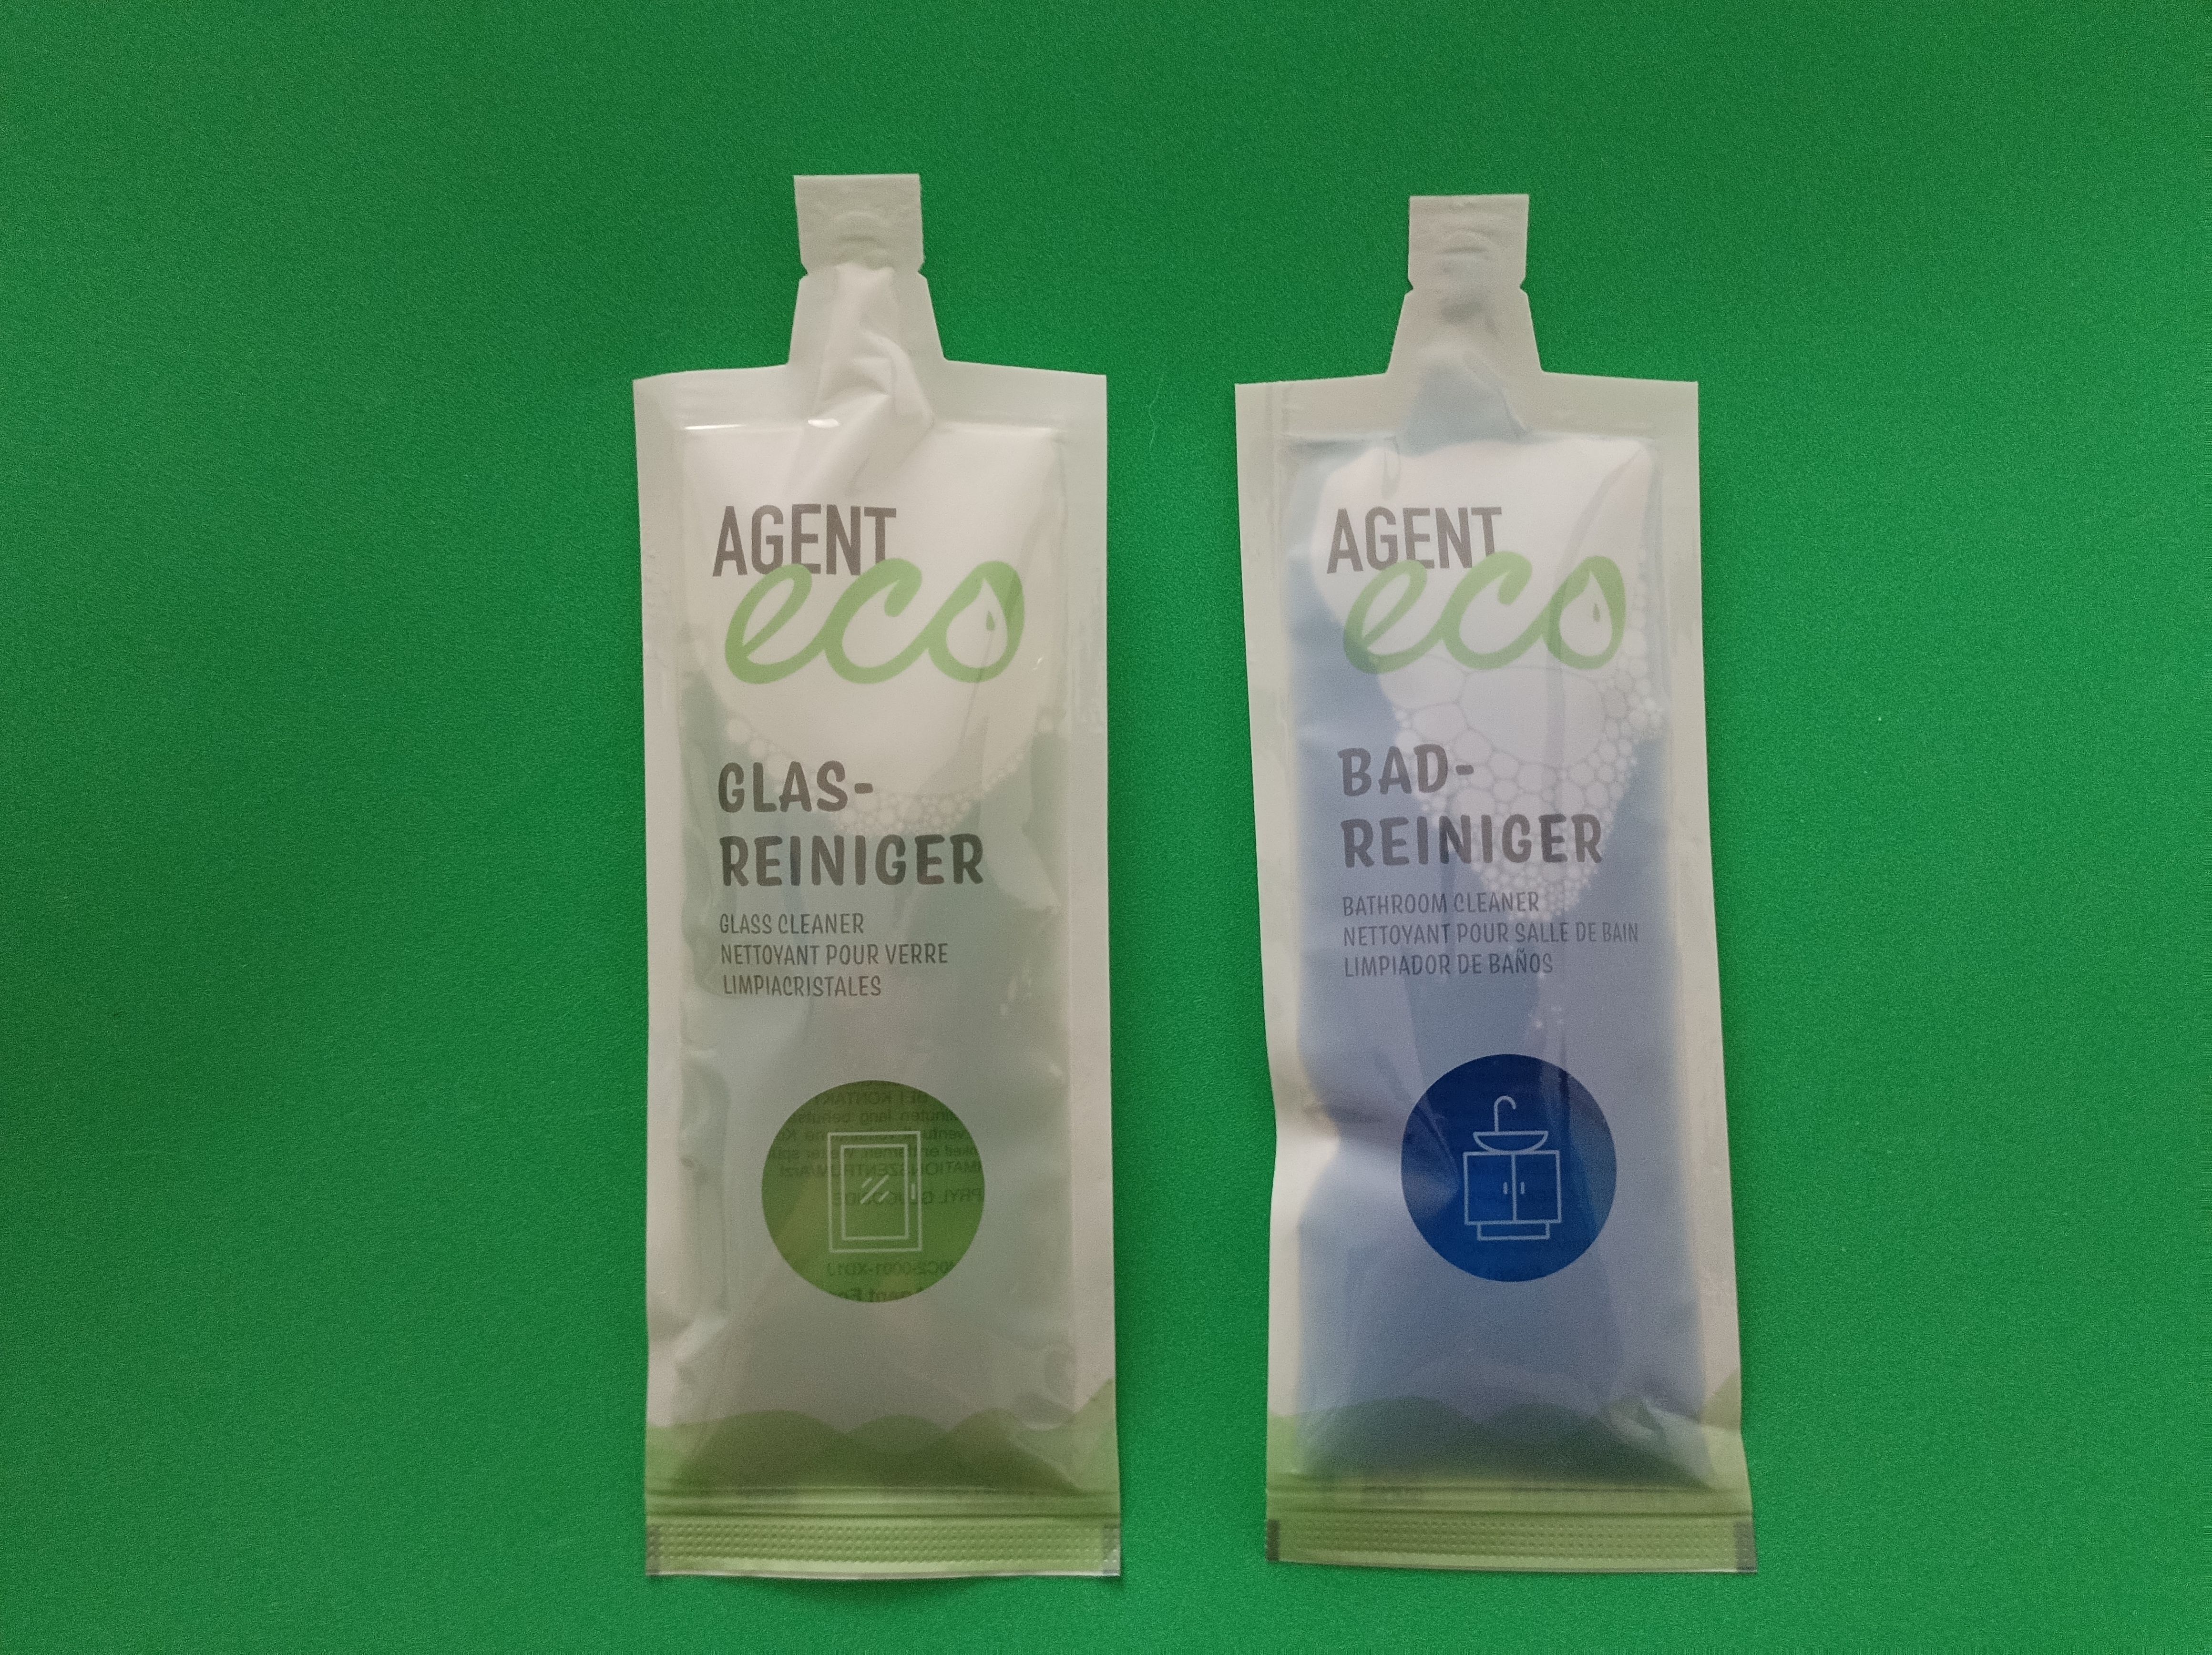 AGENT
eco
GLAS-
REINIGER
GLASS CLEANER
NETTOYANT POUR VERRE
LIMPIACRISTALES
AGENT
eco
BAD-
REINIGER
BATHROOM CLEANER
NETTOYANT POUR SALLE DE BAIN
LIMPIADOR DE BAÑOS